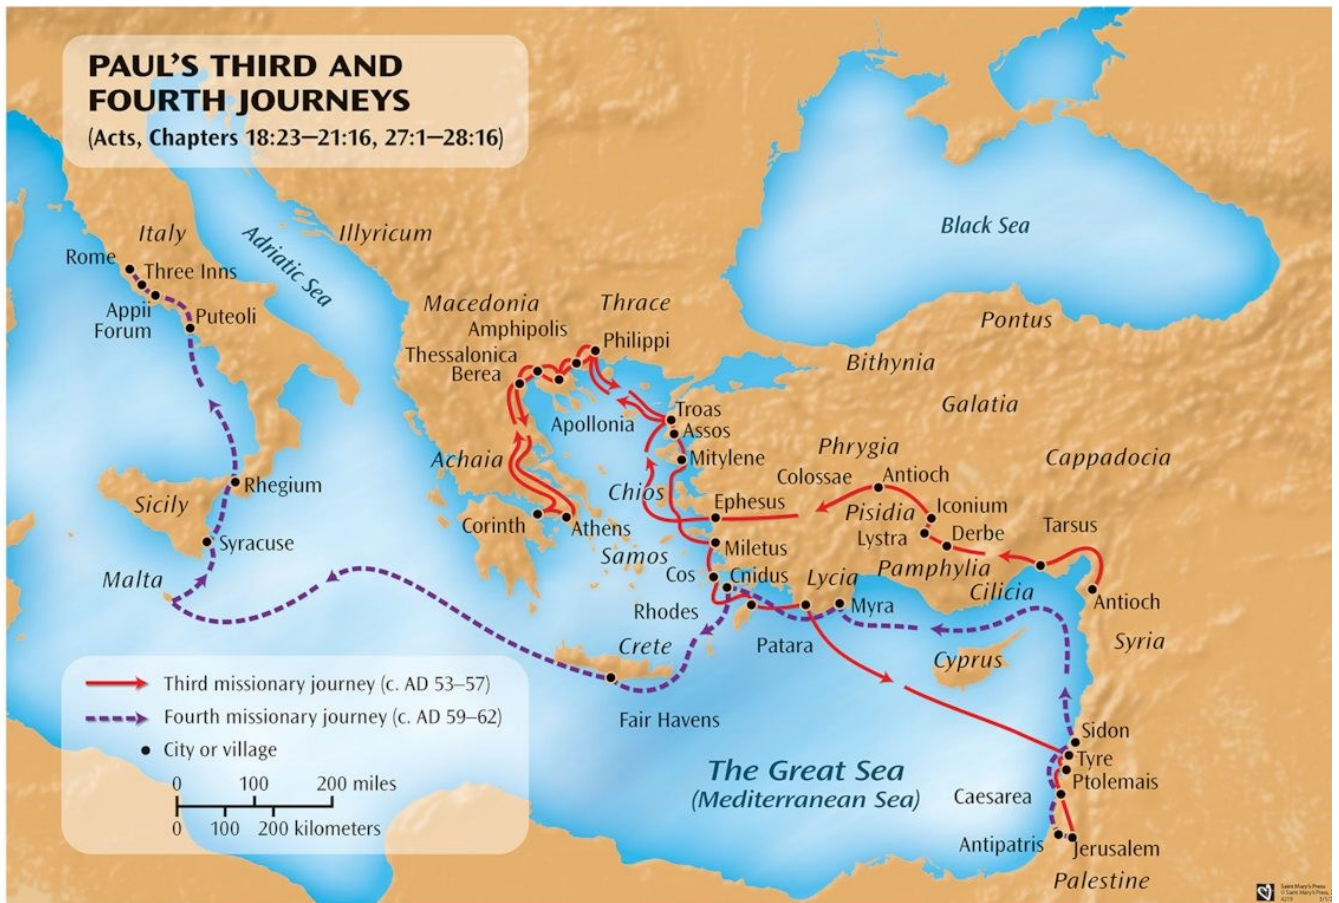 PAUL'S THIRD AND
FOURTH JOURNEYS
(Acts, Chapters 18:23—21:16, 27:1—28:16)
Italy
Adriatic Sea
Illyricum
Black Sea
Rome
Three Inns
Appii
Forum
Puteoli
Macedonia
Thrace
Amphipolis
Philippi
Thessalonica
Berea
Pontus
Bithynia
Galatia
Troas
Apollonia
Assos
Mitylene
Phrygia
Cappadocia
Achaia
Colossae
Antioch
Rhegium
Chios
Ephesus
Pisidia
Iconium
Sicily
Corinth
Athens
Lystra
Derbe
Tarsus
Syracuse
Samos
Miletus
Pamphylia
Malta
Cos
Cnidus
Lycia
Cilicia
Rhodes
Myra
Antioch
Crete
Patara
Cyprus
Syria
Third missionary journey (c. AD 53—57)
Fourth missionary journey (c. AD 59—62)
City or village
0 100 200 miles
0 100 200 kilometers
Fair Havens
Sidon
The Great Sea
(Mediterranean Sea)
Tyre
Ptolemais
Caesarea
Antipatris
Jerusalem
Palestine
Saint Mary's Press